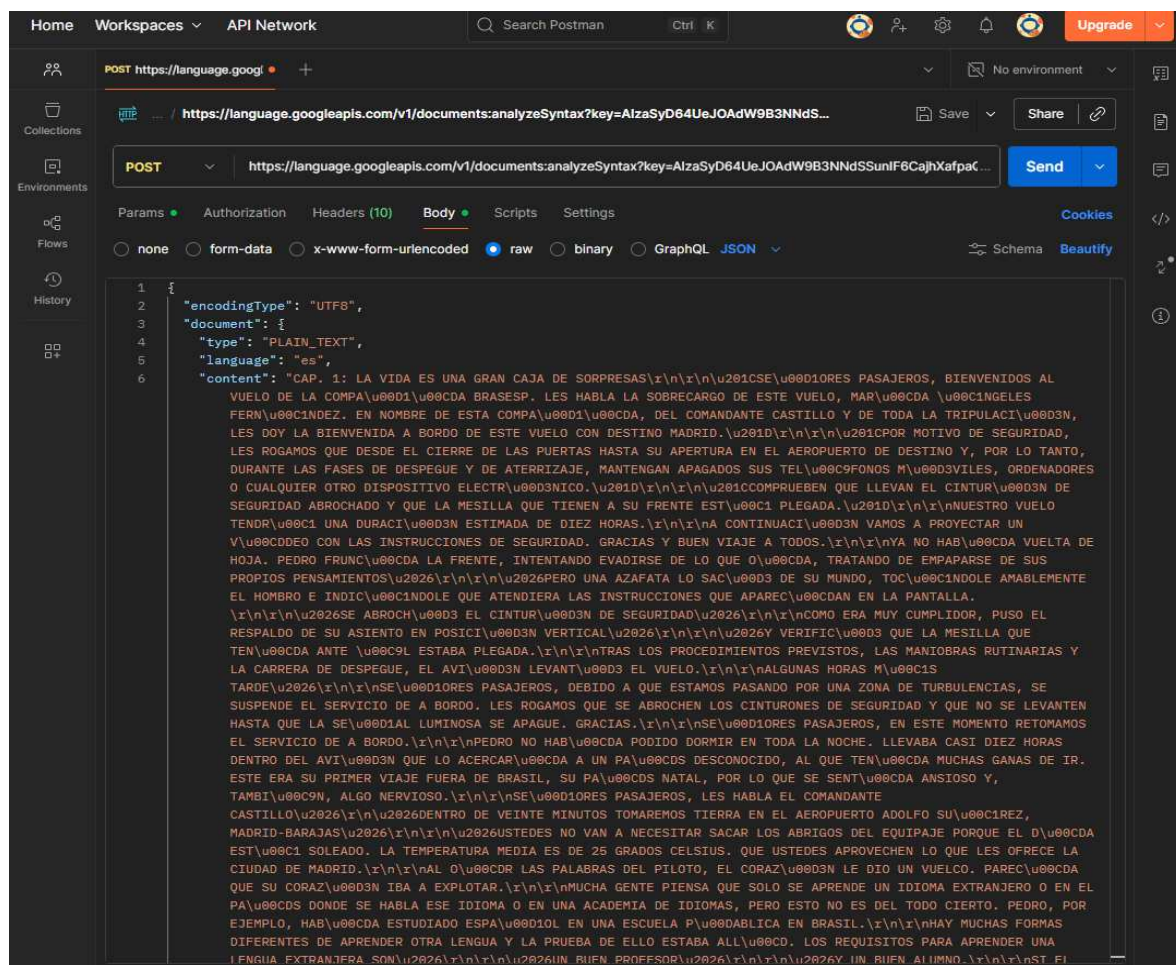 Home Workspaces API Network Search Postman Ctrl K Upgrade
POST https://language.googl No environment
HTTP ... / https://language.googleapis.com/v1/documents:analyzeSyntax?key=AIzaSyD64UeJOAdW9B3NNdS... Save Share
Collections
POST https://language.googleapis.com/v1/documents:analyzeSyntax?key=AIzaSyD64UeJOAdW9B3NNdSSunIF6CajhXafpa... Send
Environments
Params Authorization Headers (10) Body Scripts Settings Cookies
Flows
none form-data x-www-form-urlencoded raw binary GraphQL JSON Schema Beautify
History
1 {
2 "encodingType": "UTF8",
3 "document": {
4 "type": "PLAIN_TEXT",
5 "language": "es",
6 "content": "CAP. 1: LA VIDA ES UNA GRAN CAJA DE SORPRESAS\r\n\r\n\u201CSE\u00D1ORES PASAJEROS, BIENVENIDOS AL
VUELO DE LA COMPA\u00D1\u00CDA BRASESP. LES HABLA LA SOBRECARGO DE ESTE VUELO, MAR\u00CDA \u00C1NGELES
FERN\u00C1NDEZ. EN NOMBRE DE ESTA COMPA\u00D1\u00CDA, DEL COMANDANTE CASTILLO Y DE TODA LA TRIPULACI\u00D3N,
LES DOY LA BIENVENIDA A BORDO DE ESTE VUELO CON DESTINO MADRID.\u201D\r\n\r\n\u201CPOR MOTIVO DE SEGURIDAD,
LES ROGAMOS QUE DESDE EL CIERRE DE LAS PUERTAS HASTA SU APERTURA EN EL AEROPUERTO DE DESTINO Y, POR LO TANTO,
DURANTE LAS FASES DE DESPEGUE Y DE ATERRIZAJE, MANTENGAN APAGADOS SUS TEL\u00C9FONOS M\u00D3VILES, ORDENADORES
O CUALQUIER OTRO DISPOSITIVO ELECTR\u00D3NICO.\u201D\r\n\r\n\u201CCOMPRUEBEN QUE LLEVAN EL CINTUR\u00D3N DE
SEGURIDAD ABROCHADO Y QUE LA MESILLA QUE TIENEN A SU FRENTE EST\u00C1 PLEGADA.\u201D\r\n\r\nNUESTRO VUELO
TENDR\u00C1 UNA DURACI\u00D3N ESTIMADA DE DIEZ HORAS.\r\n\r\nA CONTINUACI\u00D3N VAMOS A PROYECTAR UN
V\u00CDDEO CON LAS INSTRUCCIONES DE SEGURIDAD. GRACIAS Y BUEN VIAJE A TODOS.\r\n\r\nYA NO HAB\u00CDA VUELTA DE
HOJA. PEDRO FRUNC\u00CDA LA FRENTE, INTENTANDO EVADIRSE DE LO QUE O\u00CDA, TRATANDO DE EMPAPARSE DE SUS
PROPIOS PENSAMIENTOS\u2026\r\n\r\n\u2026PERO UNA AZAFATA LO SAC\u00D3 DE SU MUNDO, TOC\u00C1NDOLE AMABLEMENTE
EL HOMBRO E INDIC\u00C1NDOLE QUE ATENDIERA LAS INSTRUCCIONES QUE APAREC\u00CDAN EN LA PANTALLA.
\r\n\r\n\u2026SE ABROCH\u00D3 EL CINTUR\u00D3N DE SEGURIDAD\u2026\r\n\r\nCOMO ERA MUY CUMPLIDOR, PUSO EL
RESPALDO DE SU ASIENTO EN POSICI\u00D3N VERTICAL\u2026\r\n\r\n\u2026Y VERIFIC\u00D3 QUE LA MESILLA QUE
TEN\u00CDA ANTE \u00C9L ESTABA PLEGADA.\r\n\r\nTRAS LOS PROCEDIMIENTOS PREVISTOS, LAS MANIOBRAS RUTINARIAS Y
LA CARRERA DE DESPEGUE, EL AVI\u00D3N LEVANT\u00D3 EL VUELO.\r\n\r\nALGUNAS HORAS M\u00C1S
TARDE\u2026\r\n\r\nSE\u00D1ORES PASAJEROS, DEBIDO A QUE ESTAMOS PASANDO POR UNA ZONA DE TURBULENCIAS, SE
SUSPENDE EL SERVICIO DE A BORDO. LES ROGAMOS QUE SE ABROCHEN LOS CINTURONES DE SEGURIDAD Y QUE NO SE LEVANTEN
HASTA QUE LA SE\u00D1AL LUMINOSA SE APAGUE. GRACIAS.\r\n\r\nSE\u00D1ORES PASAJEROS, EN ESTE MOMENTO RETOMAMOS
EL SERVICIO DE A BORDO.\r\n\r\nPEDRO NO HAB\u00CDA PODIDO DORMIR EN TODA LA NOCHE. LLEVABA CASI DIEZ HORAS
DENTRO DEL AVI\u00D3N QUE LO ACERCAR\u00CDA A UN PA\u00CDS DESCONOCIDO, AL QUE TEN\u00CDA MUCHAS GANAS DE IR.
ESTE ERA SU PRIMER VIAJE FUERA DE BRASIL, SU PA\u00CDS NATAL, POR LO QUE SE SENT\u00CDA ANSIOSO Y,
TAMBI\u00C9N, ALGO NERVIOSO.\r\n\r\nSE\u00D1ORES PASAJEROS, LES HABLA EL COMANDANTE
CASTILLO\u2026\r\n\u2026DENTRO DE VEINTE MINUTOS TOMAREMOS TIERRA EN EL AEROPUERTO ADOLFO SU\u00C1REZ,
MADRID-BARAJAS\u2026\r\n\r\n\u2026USTEDES NO VAN A NECESITAR SACAR LOS ABRIGOS DEL EQUIPAJE PORQUE EL D\u00CDA
EST\u00C1 SOLEADO. LA TEMPERATURA MEDIA ES DE 25 GRADOS CELSIUS. QUE USTEDES APROVECHEN LO QUE LES OFRECE LA
CIUDAD DE MADRID.\r\n\r\nAL O\u00CDR LAS PALABRAS DEL PILOTO, EL CORAZ\u00D3N LE DIO UN VUELCO. PAREC\u00CDA
QUE SU CORAZ\u00D3N IBA A EXPLOTAR.\r\n\r\nMUCHA GENTE PIENSA QUE SOLO SE APRENDE UN IDIOMA EXTRANJERO O EN EL
PA\u00CDS DONDE SE HABLA ESE IDIOMA O EN UNA ACADEMIA DE IDIOMAS, PERO ESTO NO ES DEL TODO CIERTO. PEDRO, POR
EJEMPLO, HAB\u00CDA ESTUDIADO ESPA\u00D1OL EN UNA ESCUELA P\u00DABLICA EN BRASIL.\r\n\r\nHAY MUCHAS FORMAS
DIFERENTES DE APRENDER OTRA LENGUA Y LA PRUEBA DE ELLO ESTABA ALL\u00CD. LOS REQUISITOS PARA APRENDER UNA
LENGUA EXTRANJERA SON\u2026\r\n\r\n\u2026UN BUEN PROFESOR\u2026\r\n\r\n\u2026Y UN BUEN ALUMNO.\r\n\r\nSI EL